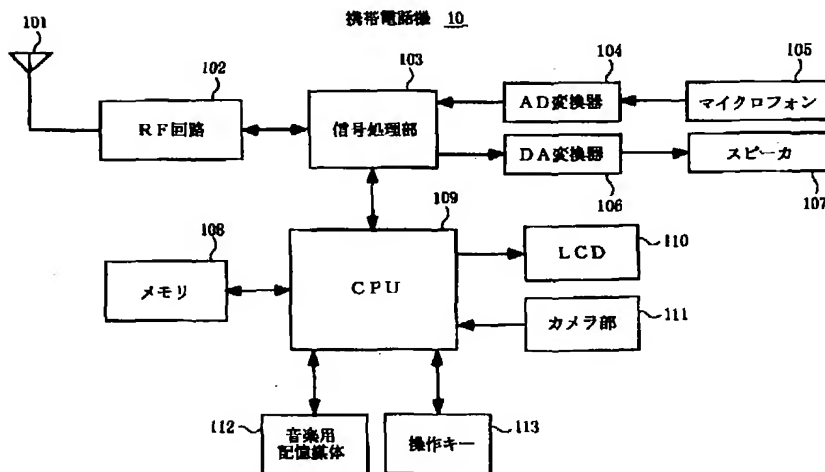 携帯電話機 10
101
102
103
104
105
RF回路
信号処理部
AD変換器
マイクロフォン
DA変換器
スピーカ
106
107
108
109
110
メモリ
CPU
LCD
カメラ部
111
112
音楽用
記憶媒体
操作キー
113